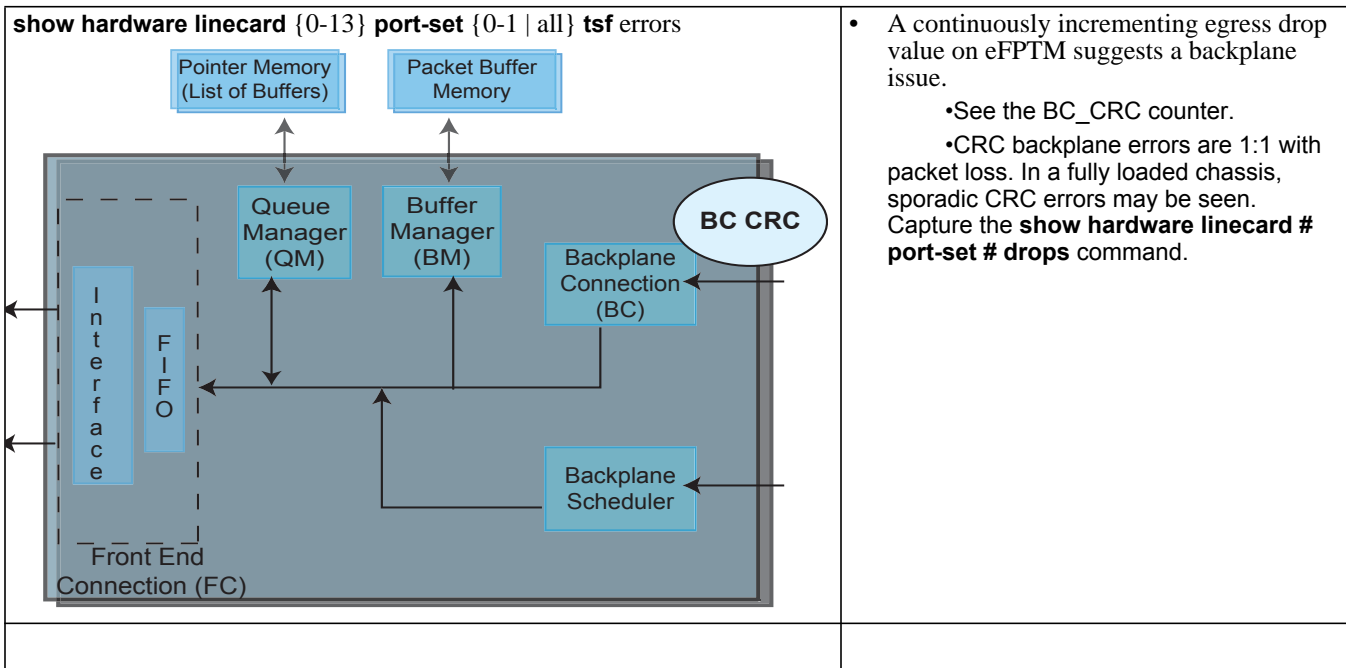 show hardware linecard {0-13} port-set {0-1 | all} tsf errors
Pointer Memory
(List of Buffers)
Packet Buffer
Memory
Queue
Manager
(QM)
Buffer
Manager
(BM)
BC CRC
Backplane
Connection
(BC)
Interface
FIFO
Backplane
Scheduler
Front End
Connection (FC)
• A continuously incrementing egress drop
value on eFPTM suggests a backplane
issue.
•See the BC_CRC counter.
•CRC backplane errors are 1:1 with
packet loss. In a fully loaded chassis,
sporadic CRC errors may be seen.
Capture the show hardware linecard #
port-set # drops command.